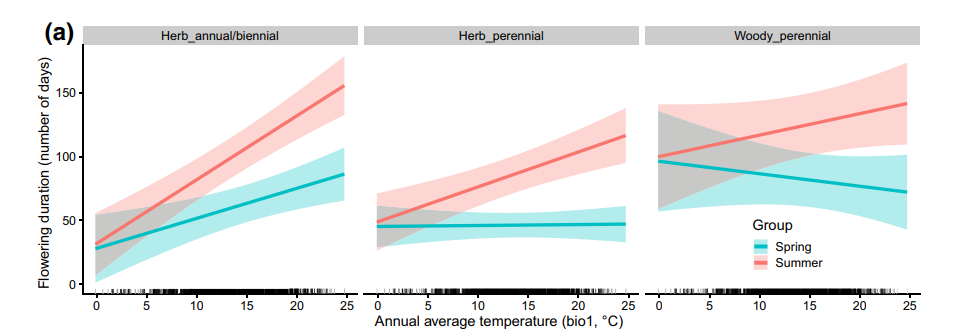 (a)
Herb_annual/biennial Herb_perennial Woody_perennial
Flowering duration (number of days)
150
100
50
0
Group
Spring
Summer
0 5 10 15 20 25 0 5 10 15 20 25 0 5 10 15 20 25
Annual average temperature (bio1, °C)